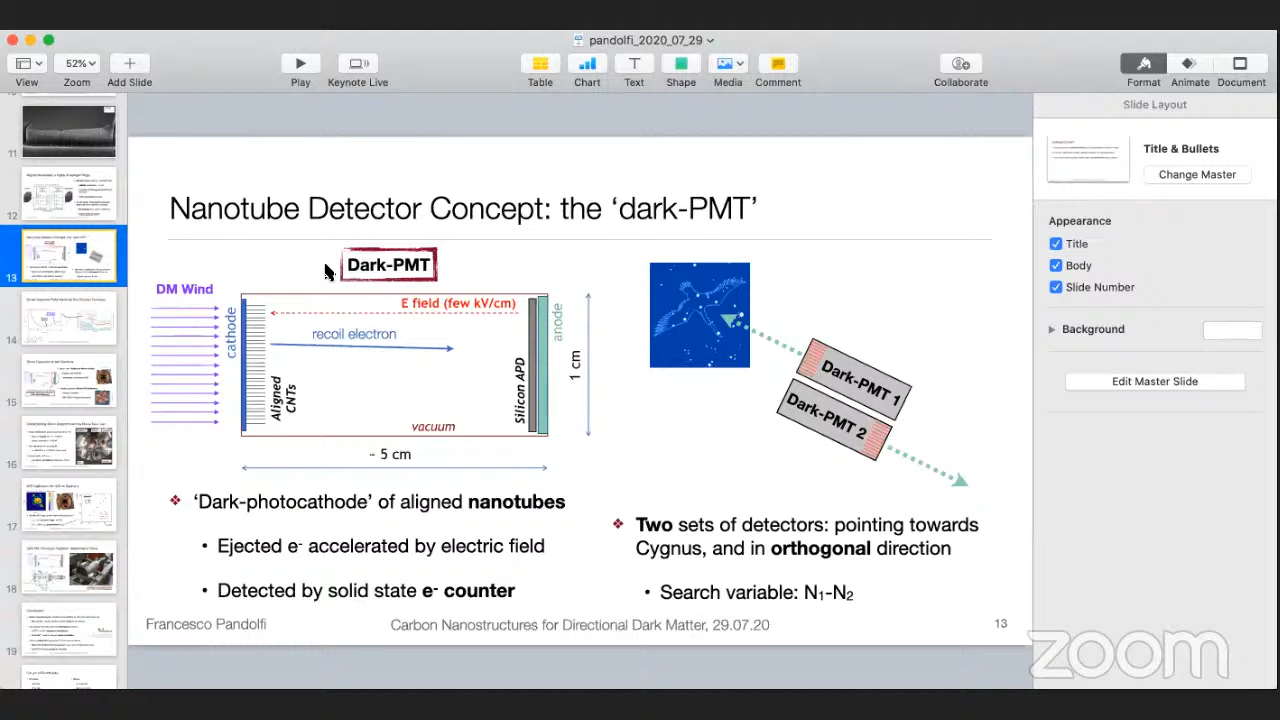 pandolfi_2020_07_29
52%
View
Zoom
Add Slide
Play
Keynote Live
Table
Chart
Text
Shape
Media
Comment
Collaborate
Format
Animate
Document
11
12
13
14
15
16
17
18
19
Nanotube Detector Concept: the ‘dark-PMT’
Dark-PMT
DM Wind
cathode
E field (few kV/cm)
recoil electron
Aligned
CNTs
Silicon APD
anode
1 cm
vacuum
~ 5 cm
Dark-PMT 1
Dark-PMT 2
❖ ‘Dark-photocathode’ of aligned nanotubes
• Ejected e- accelerated by electric field
• Detected by solid state e- counter
❖ Two sets of detectors: pointing towards
Cygnus, and in orthogonal direction
• Search variable: N1-N2
Francesco Pandolfi
Carbon Nanostructures for Directional Dark Matter, 29.07.20
13
Slide Layout
Title & Bullets
Change Master
Appearance
Title
Body
Slide Number
Background
Edit Master Slide
zoom